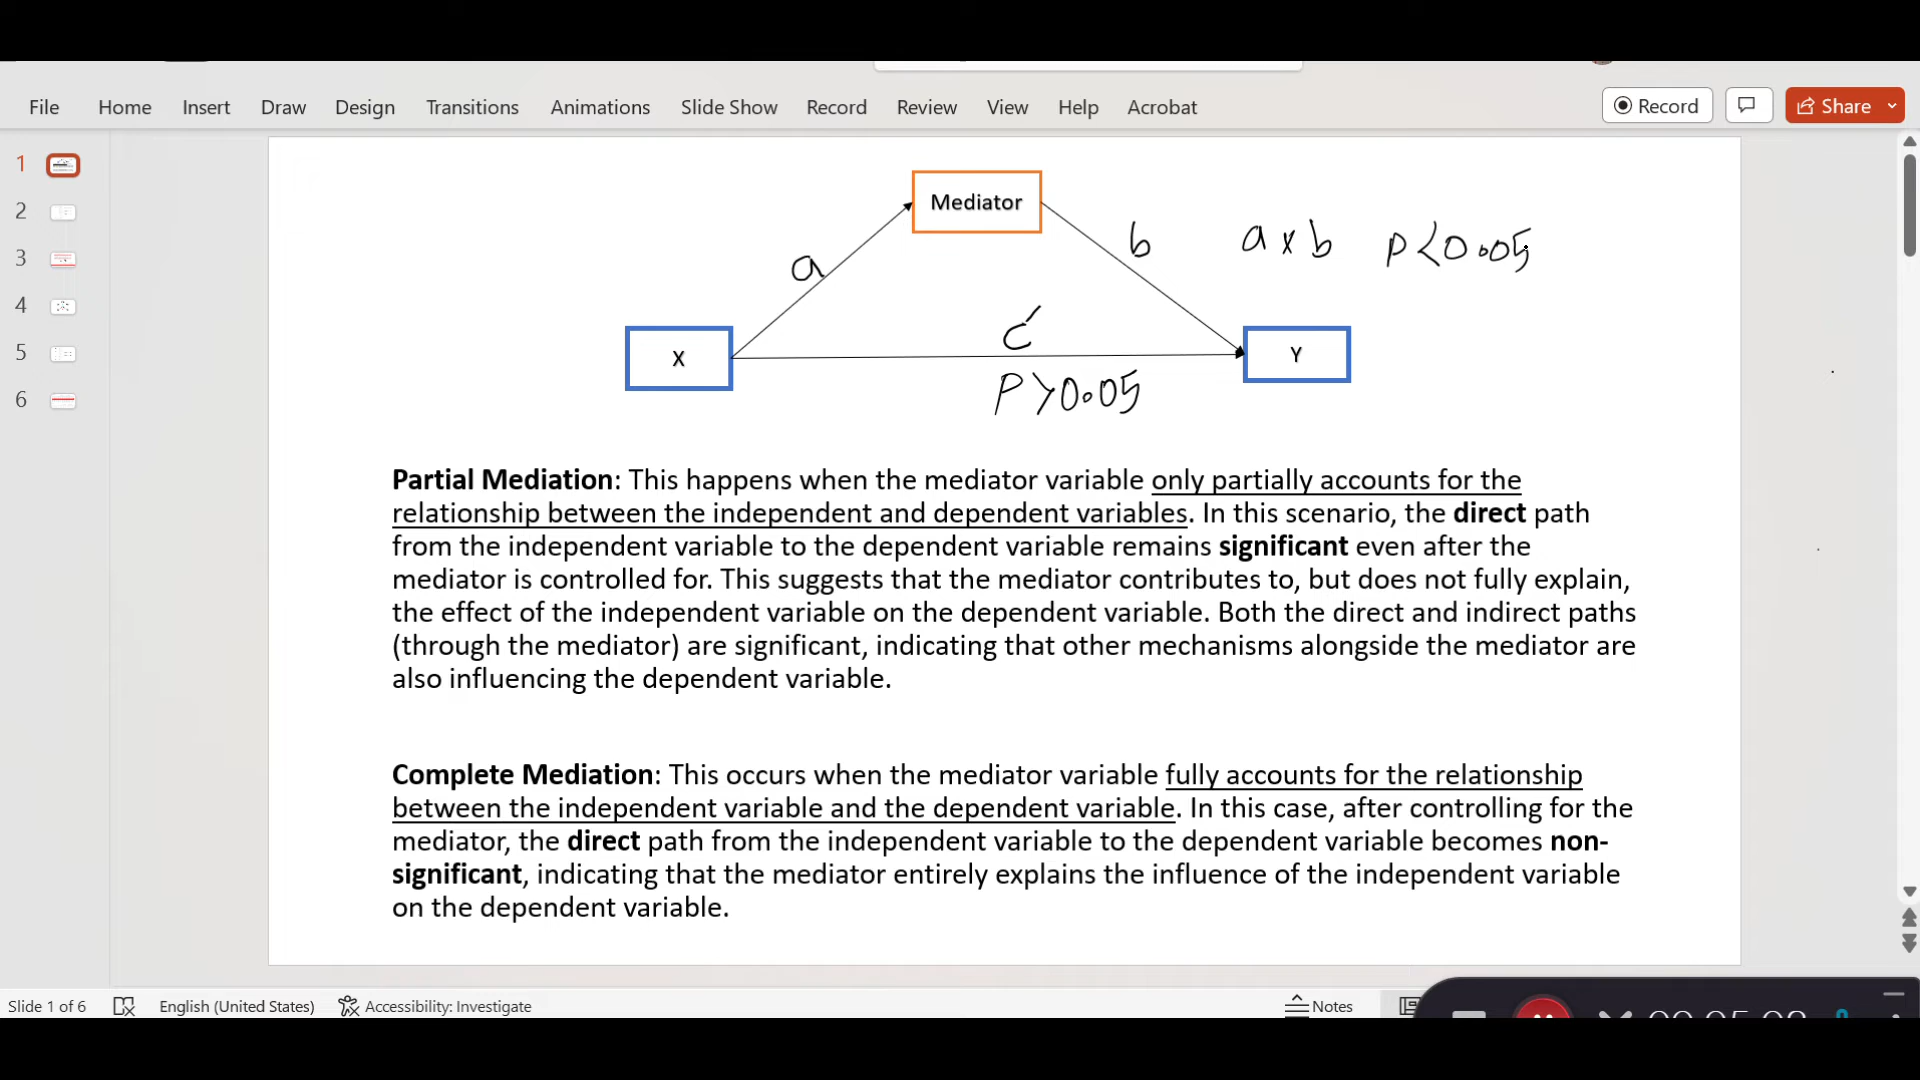 File Home Insert Draw Design Transitions Animations Slide Show Record Review View Help Acrobat Record Share
1
2
3
4
5
6
Mediator
a
b
a x b P<0.05
c'
X
Y
P>0.05
Partial Mediation: This happens when the mediator variable only partially accounts for the
relationship between the independent and dependent variables. In this scenario, the direct path
from the independent variable to the dependent variable remains significant even after the
mediator is controlled for. This suggests that the mediator contributes to, but does not fully explain,
the effect of the independent variable on the dependent variable. Both the direct and indirect paths
(through the mediator) are significant, indicating that other mechanisms alongside the mediator are
also influencing the dependent variable.
Complete Mediation: This occurs when the mediator variable fully accounts for the relationship
between the independent variable and the dependent variable. In this case, after controlling for the
mediator, the direct path from the independent variable to the dependent variable becomes non-
significant, indicating that the mediator entirely explains the influence of the independent variable
on the dependent variable.
Slide 1 of 6 English (United States) Accessibility: Investigate Notes